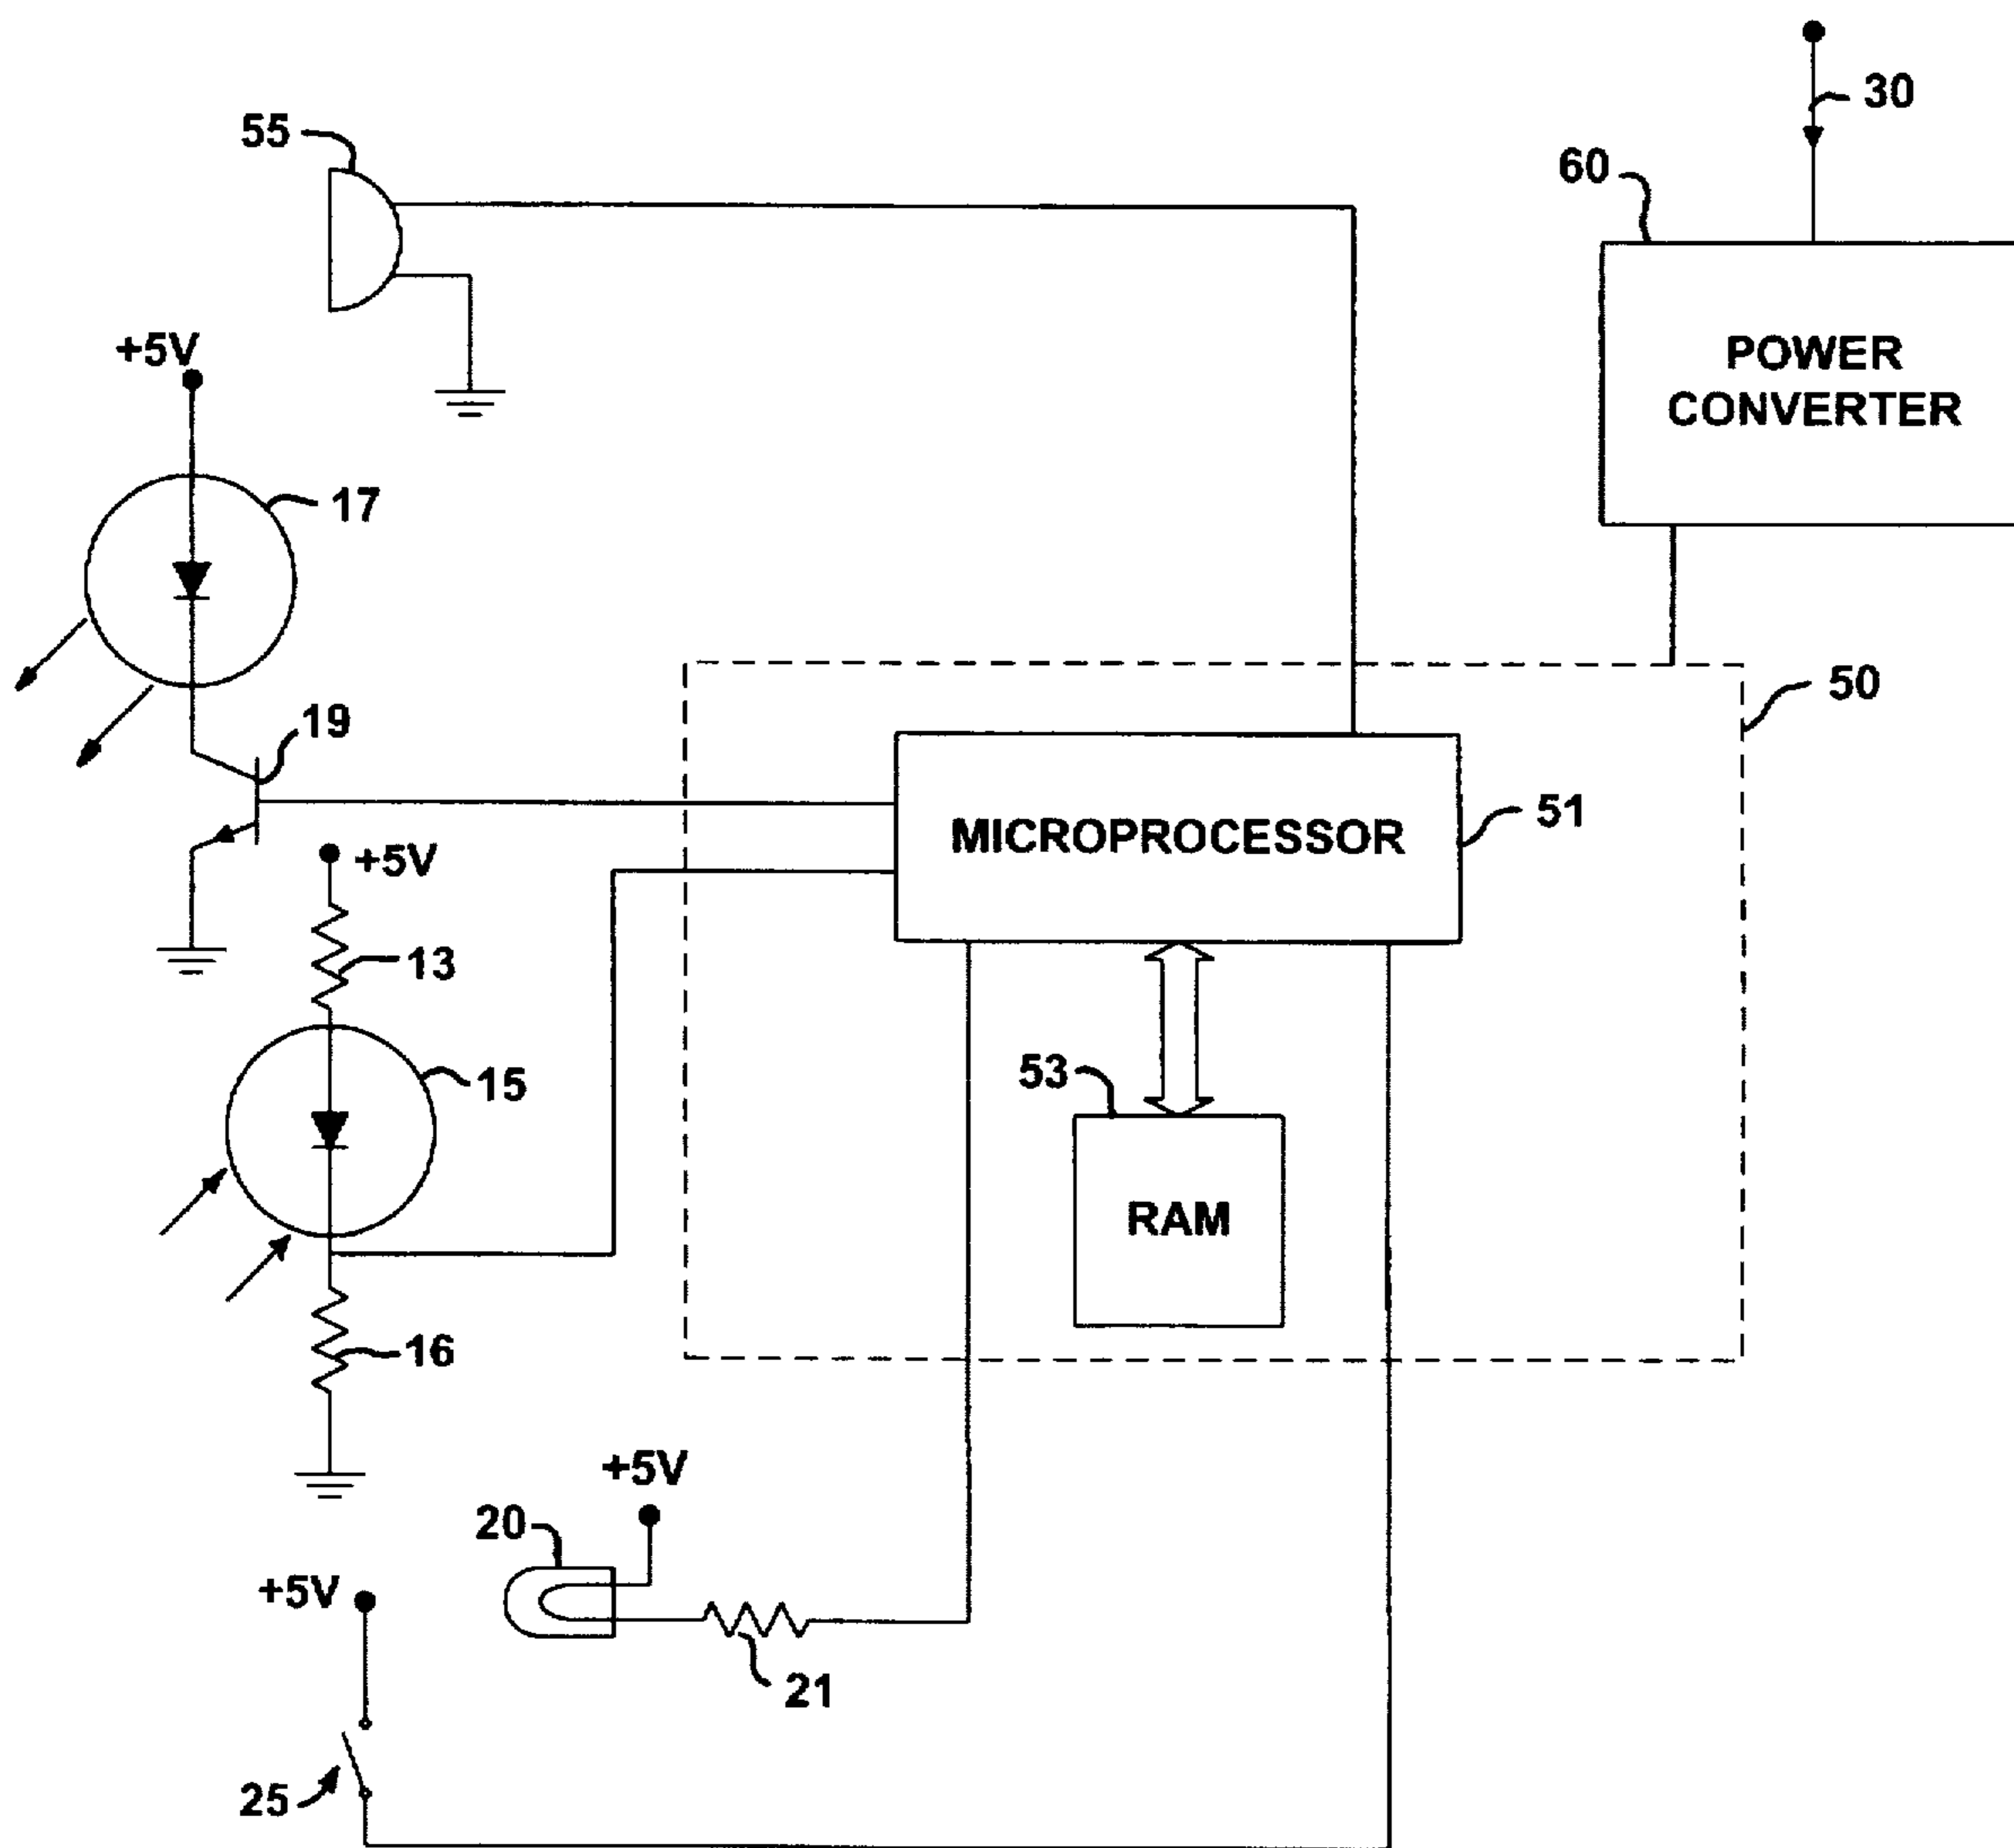 30
55
60
+5V
POWER
CONVERTER
17
50
19
51
MICROPROCESSOR
+5V
13
53
15
RAM
16
+5V
20
+5V
21
25